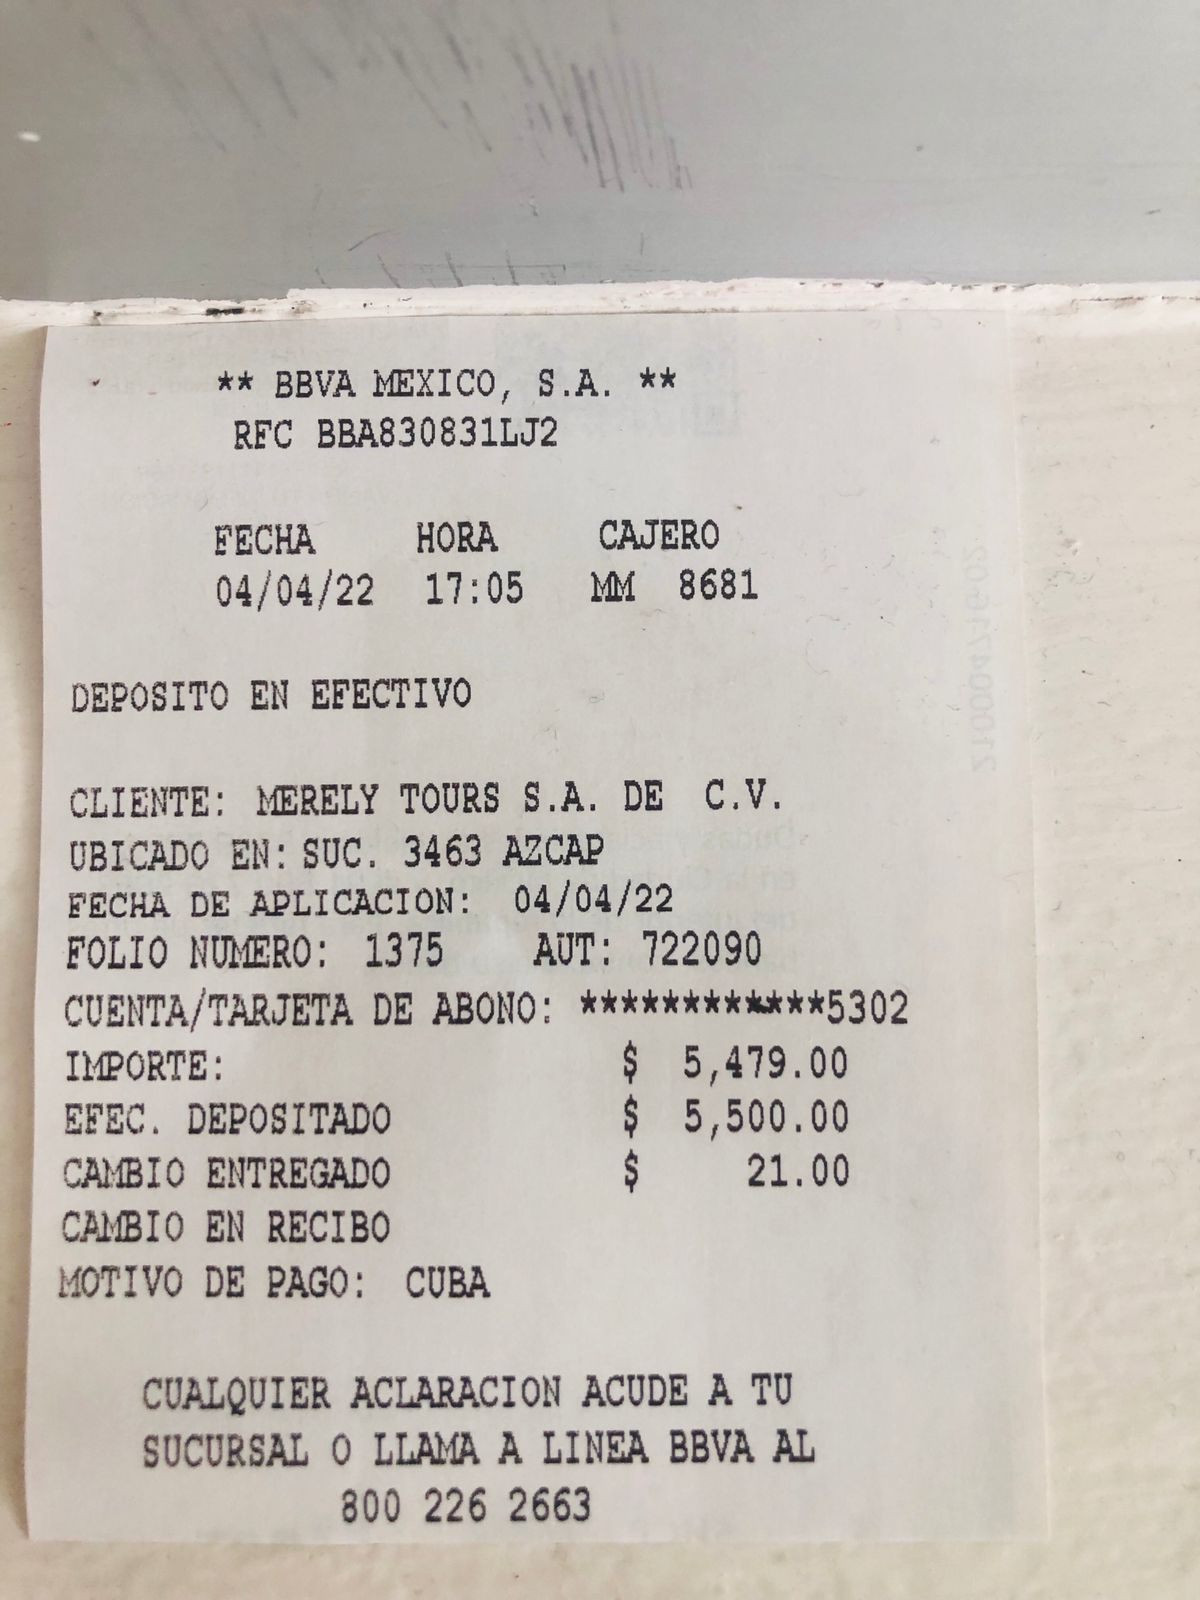 ** BBVA MEXICO, S.A. **
RFC BBA830831LJ2
FECHA HORA CAJERO
04/04/22 17:05 MM 8681
DEPOSITO EN EFECTIVO
CLIENTE: MERELY TOURS S.A. DE C.V.
UBICADO EN: SUC. 3463 AZCAP
FECHA DE APLICACION: 04/04/22
FOLIO NUMERO: 1375 AUT: 722090
CUENTA/TARJETA DE ABONO: ************5302
IMPORTE: $ 5,479.00
EFEC. DEPOSITADO $ 5,500.00
CAMBIO ENTREGADO $ 21.00
CAMBIO EN RECIBO
MOTIVO DE PAGO: CUBA
CUALQUIER ACLARACION ACUDE A TU
SUCURSAL O LLAMA A LINEA BBVA AL
800 226 2663